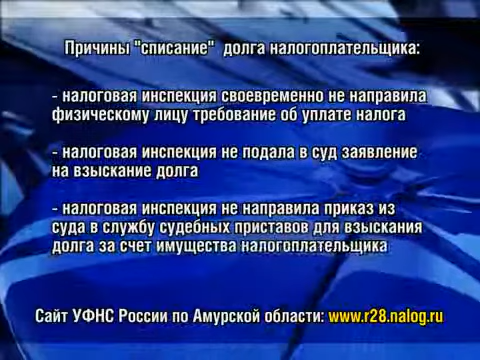 Причины "списание" долга налогоплательщика:
- налоговая инспекция своевременно не направила
физическому лицу требование об уплате налога
- налоговая инспекция не подала в суд заявление
на взыскание долга
- налоговая инспекция не направила приказ из
суда в службу судебных приставов для взыскания
долга за счет имущества налогоплательщика
Сайт УФНС России по Амурской области: www.r28.nalog.ru